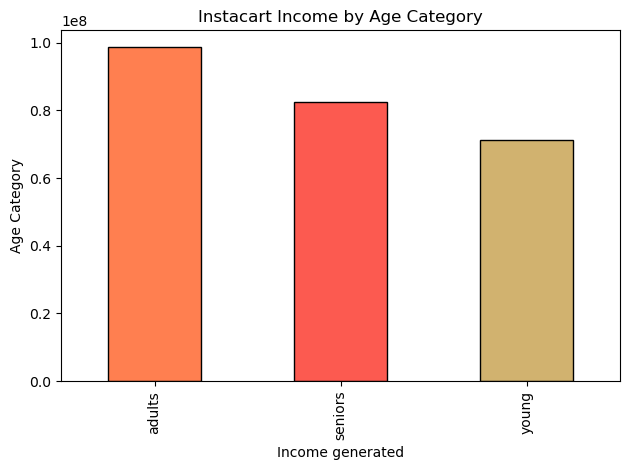 Instacart Income by Age Category
1e8
1.0
0.8
0.6
0.4
0.2
0.0
Age Category
adults
seniors
young
Income generated